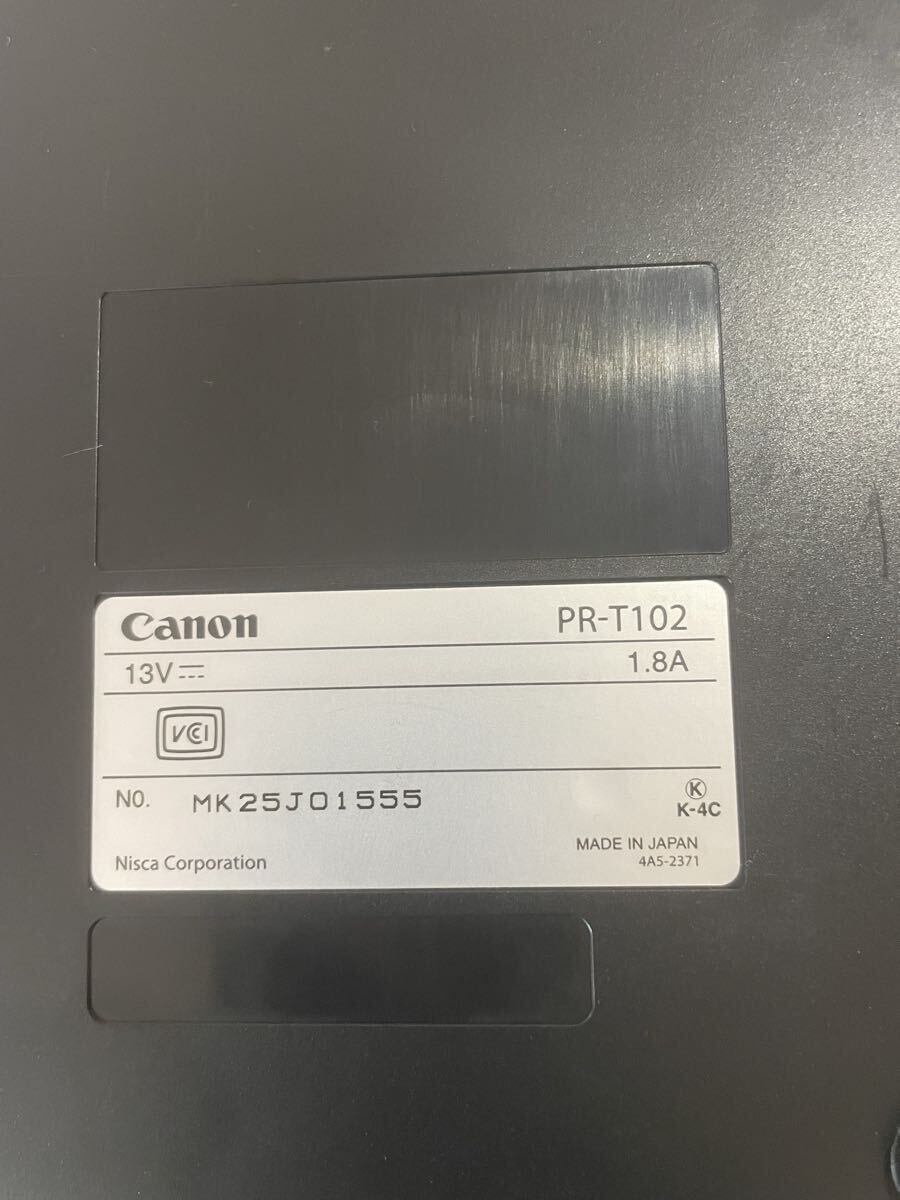 Canon PR-T102
13V⎓ 1.8A
VCI
NO. MK25J01555
K
K-4C
MADE IN JAPAN
Nisca Corporation 4A5-2371